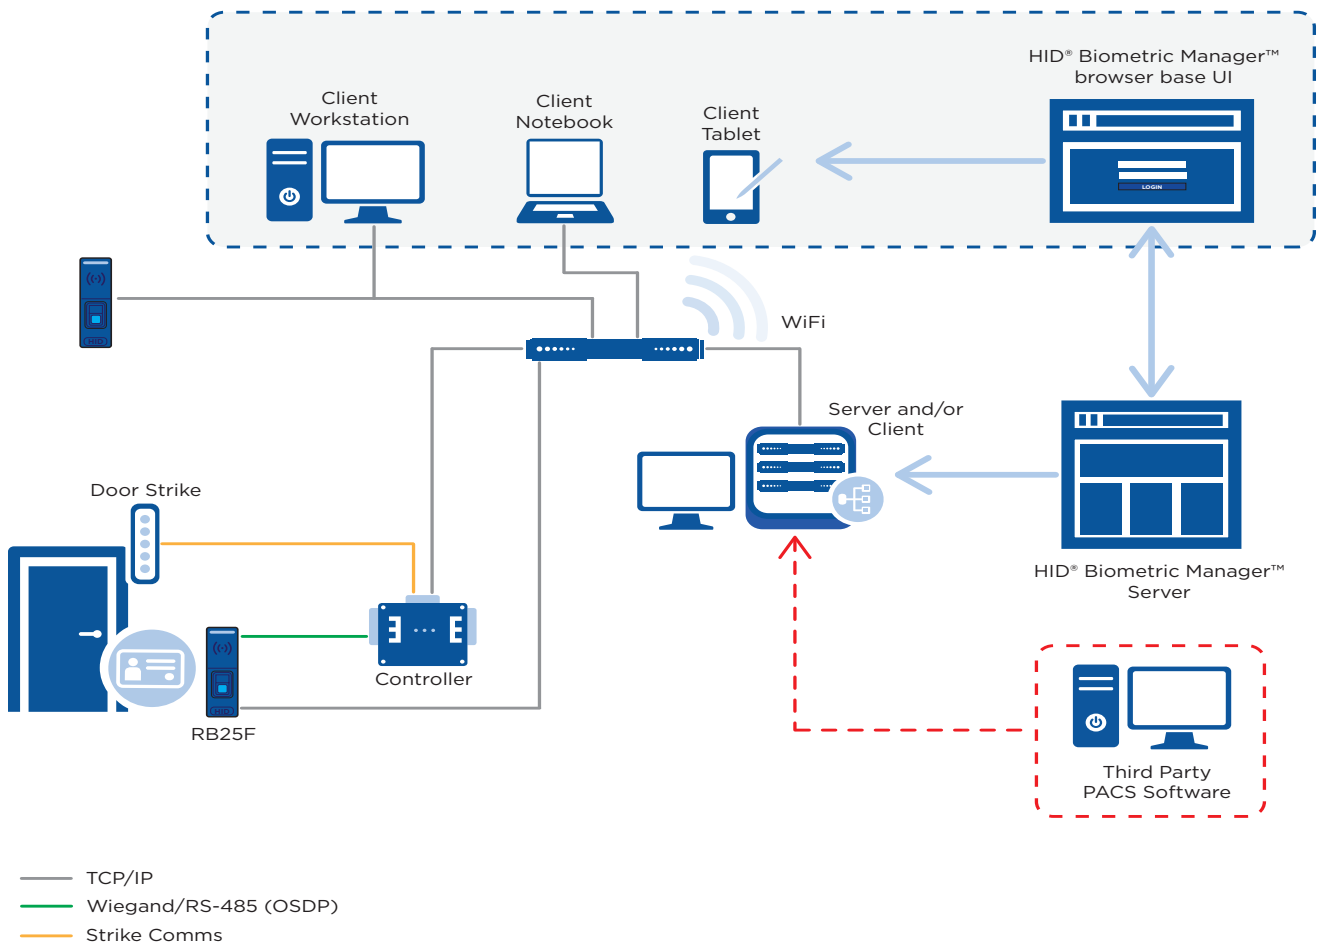 HID® Biometric Manager™
browser base UI
Client
Workstation
Client
Notebook
Client
Tablet
LOGIN
HID
WiFi
Server and/or
Client
Door Strike
HID® Biometric Manager™
Server
Controller
HID
RB25F
Third Party
PACS Software
TCP/IP
Wiegand/RS-485 (OSDP)
Strike Comms